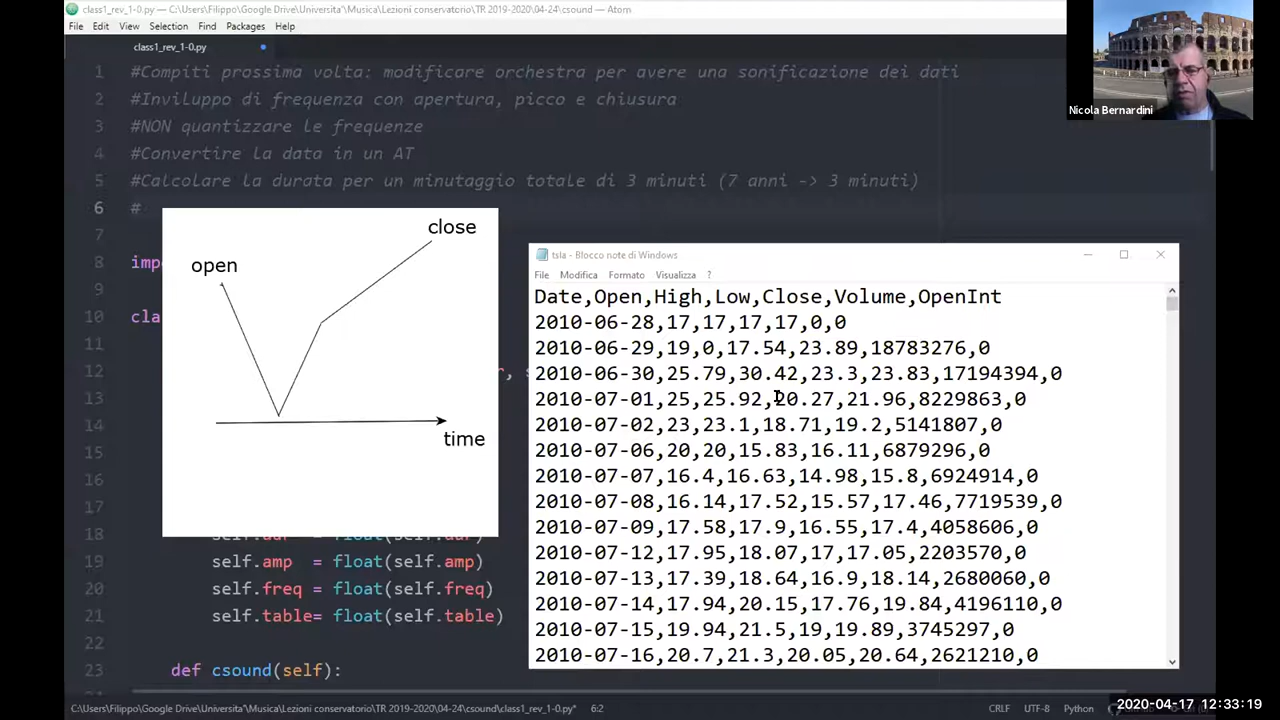 class1_rev_1-0.py — C:\Users\Filippo\Google Drive\Universita'\Musica\Lezioni conservatorio\TR 2019-2020\04-24\csound — Atom
File Edit View Selection Find Packages Help
class1_rev_1-0.py
1 #Compiti prossima volta: modificare orchestra per avere una sonificazione dei dati
2 #Inviluppo di frequenza con apertura, picco e chiusura
3 #NON quantizzare le frequenze
4 #Convertire la data in un AT
5 #Calcolare la durata per un minutaggio totale di 3 minuti (7 anni -> 3 minuti)
6 #
7
8 imp
9
10 cla
11
12
13
14
15
16
17
18
19 self.amp = float(self.amp)
20 self.freq = float(self.freq)
21 self.table= float(self.table)
22
23 def csound(self):
open
close
time
tsla - Blocco note di Windows
File Modifica Formato Visualizza ?
Date,Open,High,Low,Close,Volume,OpenInt
2010-06-28,17,17,17,17,0,0
2010-06-29,19,0,17.54,23.89,18783276,0
2010-06-30,25.79,30.42,23.3,23.83,17194394,0
2010-07-01,25,25.92,20.27,21.96,8229863,0
2010-07-02,23,23.1,18.71,19.2,5141807,0
2010-07-06,20,20,15.83,16.11,6879296,0
2010-07-07,16.4,16.63,14.98,15.8,6924914,0
2010-07-08,16.14,17.52,15.57,17.46,7719539,0
2010-07-09,17.58,17.9,16.55,17.4,4058606,0
2010-07-12,17.95,18.07,17,17.05,2203570,0
2010-07-13,17.39,18.64,16.9,18.14,2680060,0
2010-07-14,17.94,20.15,17.76,19.84,4196110,0
2010-07-15,19.94,21.5,19,19.89,3745297,0
2010-07-16,20.7,21.3,20.05,20.64,2621210,0
Nicola Bernardini
C:\Users\Filippo\Google Drive\Universita'\Musica\Lezioni conservatorio\TR 2019-2020\04-24\csound\class1_rev_1-0.py* 6:2
CRLF UTF-8 Python
2020-04-17 12:33:19